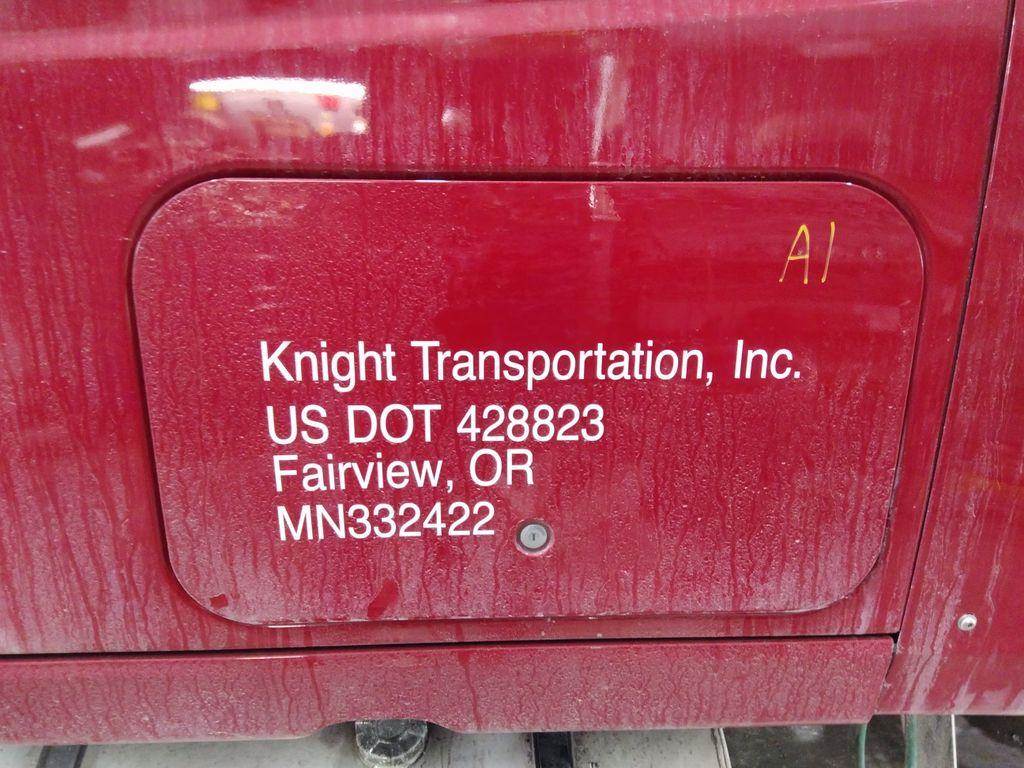 A1
Knight Transportation, Inc.
US DOT 428823
Fairview, OR
MN332422